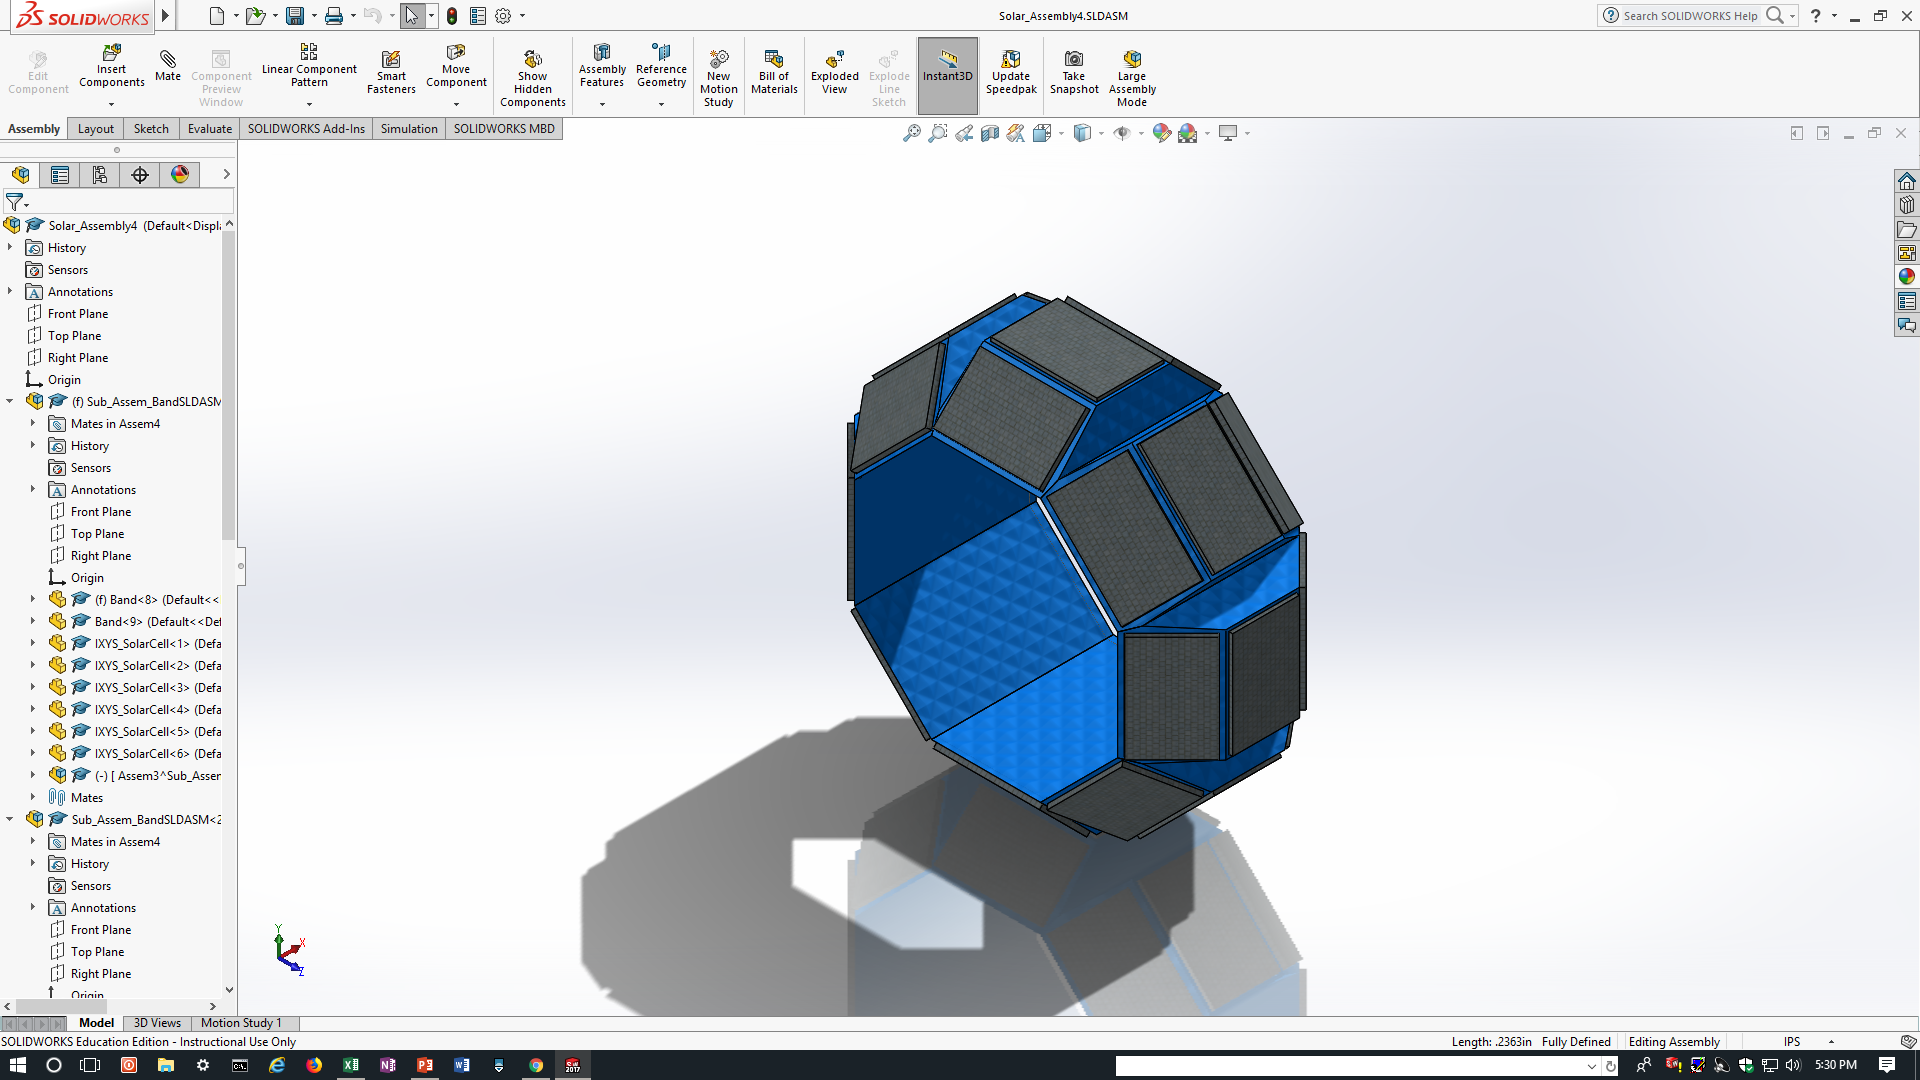 SOLIDWORKS
Solar_Assembly4.SLDASM
Search SOLIDWORKS Help
Edit Component
Insert Components
Mate
Component Preview Window
Linear Component Pattern
Smart Fasteners
Move Component
Show Hidden Components
Assembly Features
Reference Geometry
New Motion Study
Bill of Materials
Exploded View
Explode Line Sketch
Instant3D
Update Speedpak
Take Snapshot
Large Assembly Mode
Assembly
Layout
Sketch
Evaluate
SOLIDWORKS Add-Ins
Simulation
SOLIDWORKS MBD
Solar_Assembly4 (Default<Displ
History
Sensors
Annotations
Front Plane
Top Plane
Right Plane
Origin
(f) Sub_Assem_BandSLDASM
Mates in Assem4
History
Sensors
Annotations
Front Plane
Top Plane
Right Plane
Origin
(f) Band<8> (Default<<
Band<9> (Default<<Def
IXYS_SolarCell<1> (Defa
IXYS_SolarCell<2> (Defa
IXYS_SolarCell<3> (Defa
IXYS_SolarCell<4> (Defa
IXYS_SolarCell<5> (Defa
IXYS_SolarCell<6> (Defa
(-) [ Assem3^Sub_Assem
Mates
Sub_Assem_BandSLDASM<2
Mates in Assem4
History
Sensors
Annotations
Front Plane
Top Plane
Right Plane
Origin
Y
X
Z
Model
3D Views
Motion Study 1
SOLIDWORKS Education Edition - Instructional Use Only
Length: .2363in
Fully Defined
Editing Assembly
IPS
5:30 PM